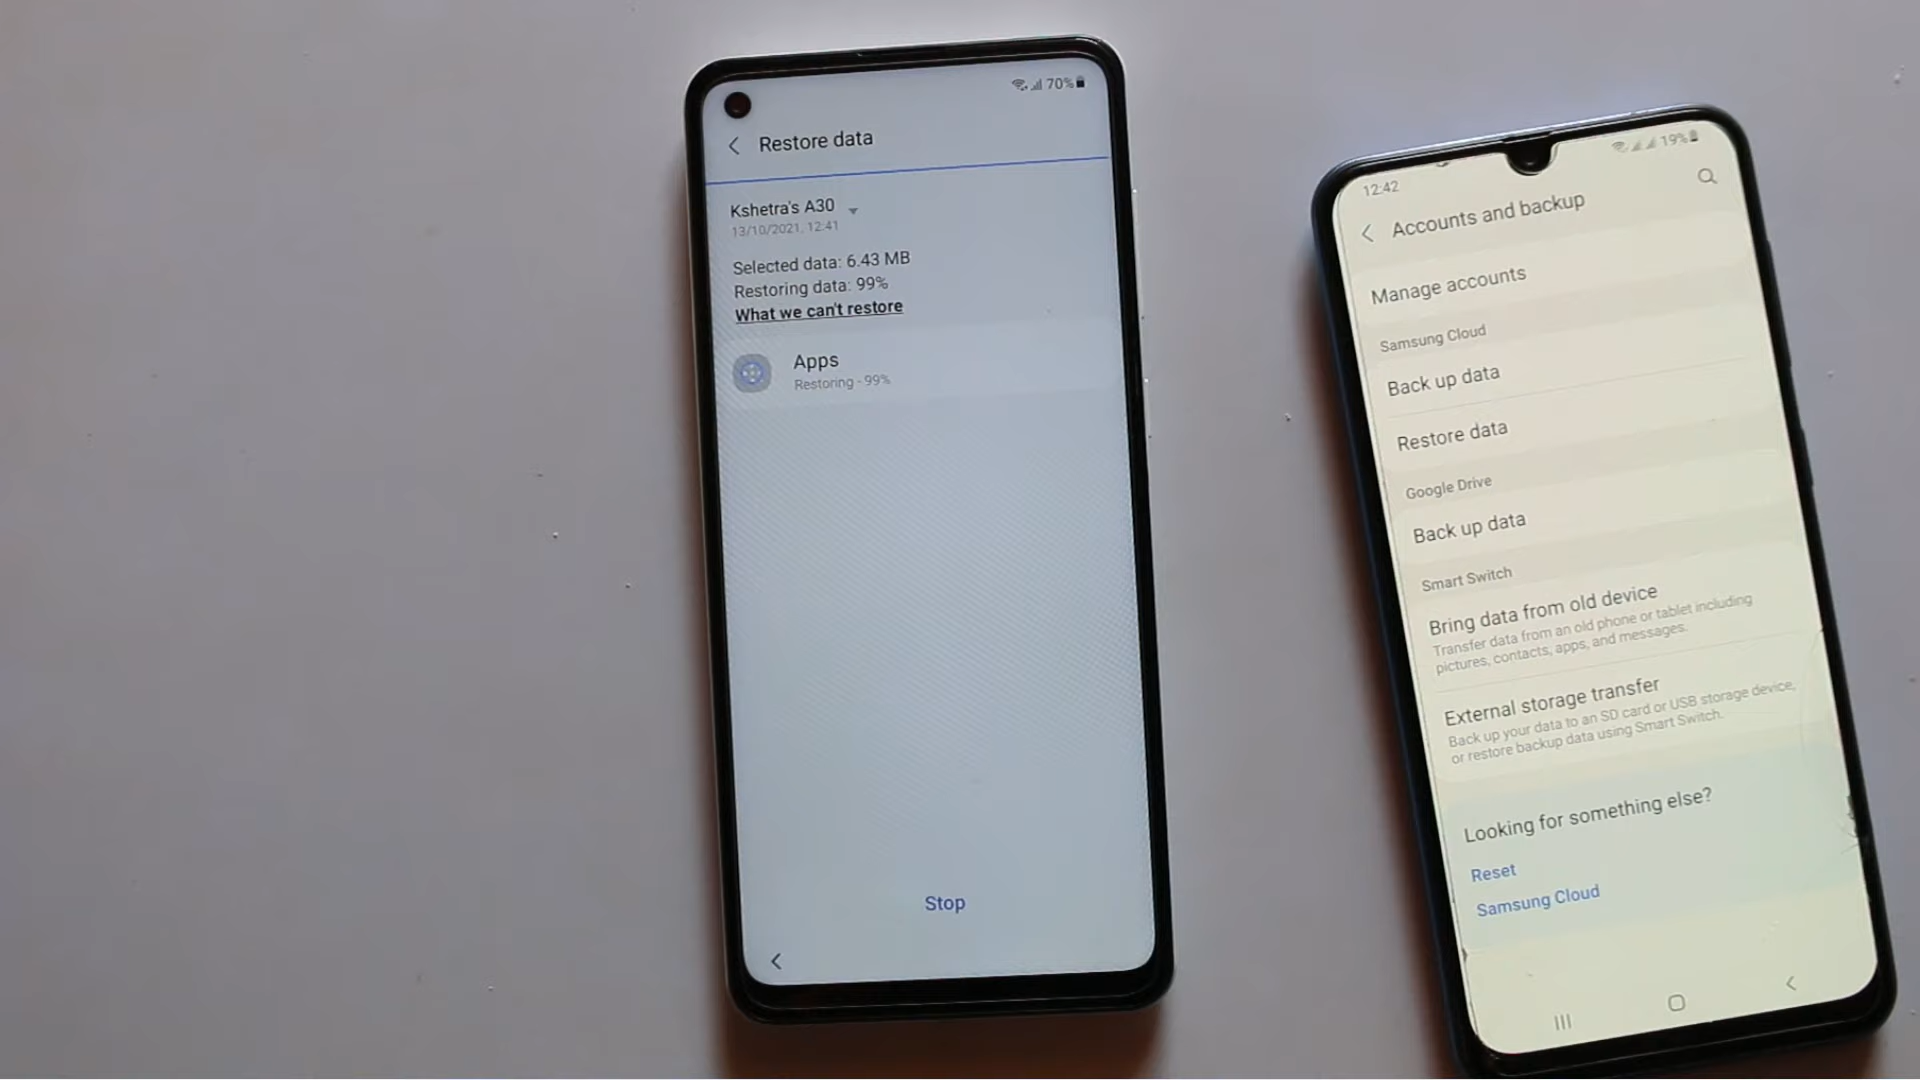 70%
Restore data
Kshetra's A30
13/10/2021, 12:41
Selected data: 6.43 MB
Restoring data: 99%
What we can't restore
Apps
Restoring - 99%
Stop
12:42
19%
Accounts and backup
Manage accounts
Samsung Cloud
Back up data
Restore data
Google Drive
Back up data
Smart Switch
Bring data from old device
Transfer data from an old phone or tablet including
pictures, contacts, apps, and messages.
External storage transfer
Back up your data to an SD card or USB storage device,
or restore backup data using Smart Switch.
Looking for something else?
Reset
Samsung Cloud